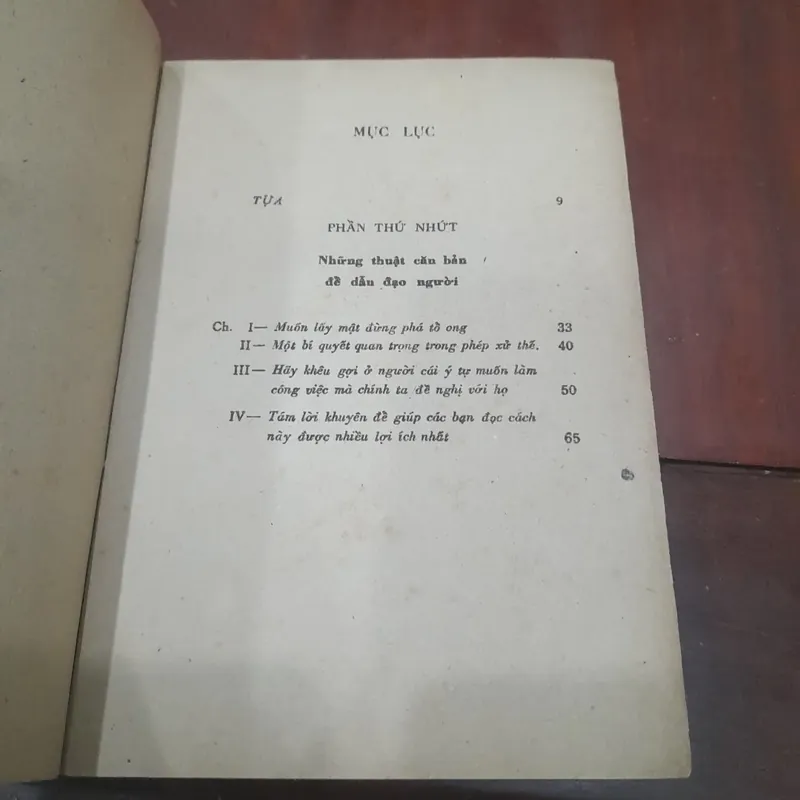 MỤC LỤC
TỰA 9
PHẦN THỨ NHỨT
Những thuật căn bản
để dẫn đạo người
Ch. I— Muốn lấy mật đừng phá tổ ong 33
II— Một bí quyết quan trọng trong phép xử thế. 40
III— Hãy khêu gợi ở người cái ý tự muốn làm
công việc mà chính ta đề nghị với họ 50
IV— Tám lời khuyên để giúp các bạn đọc cách
này được nhiều lợi ích nhất 65